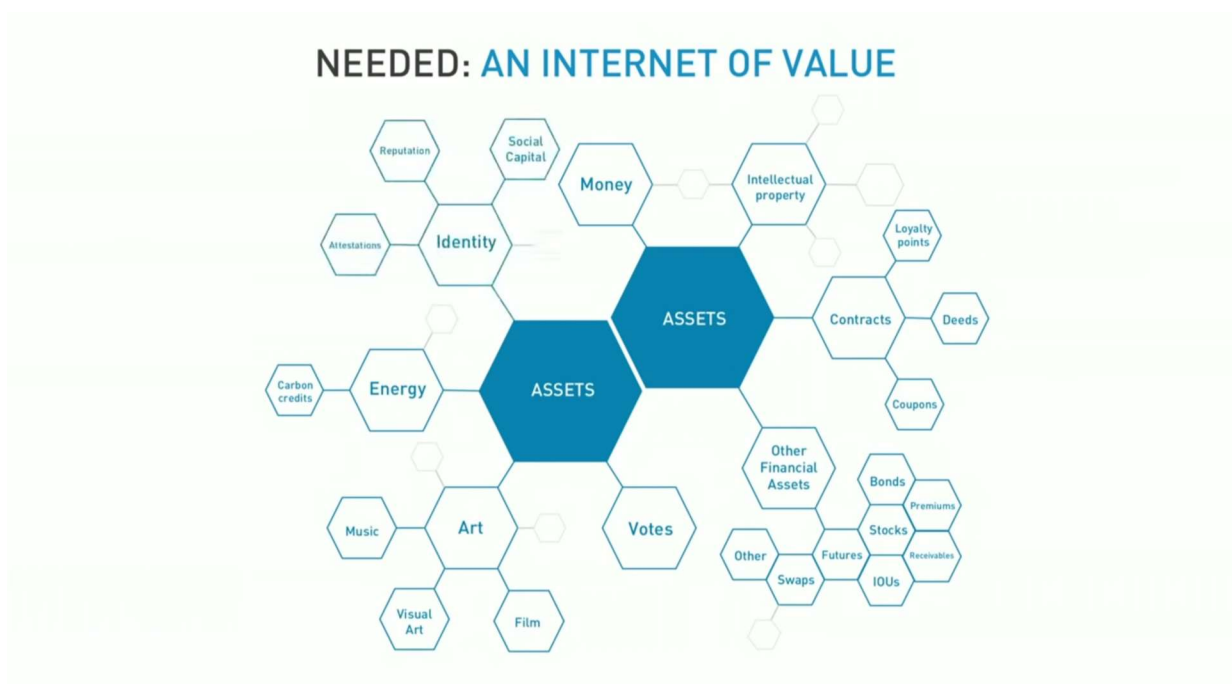 NEEDED: AN INTERNET OF VALUE
Reputation
Social
Capital
Attestations
Identity
Money
Intellectual
property
Loyalty
points
ASSETS
Contracts
Deeds
Coupons
Carbon
credits
Energy
ASSETS
Other
Financial
Assets
Music
Art
Votes
Visual
Art
Film
Bonds
Premiums
Stocks
Receivables
Other
Futures
Swaps
IOUs